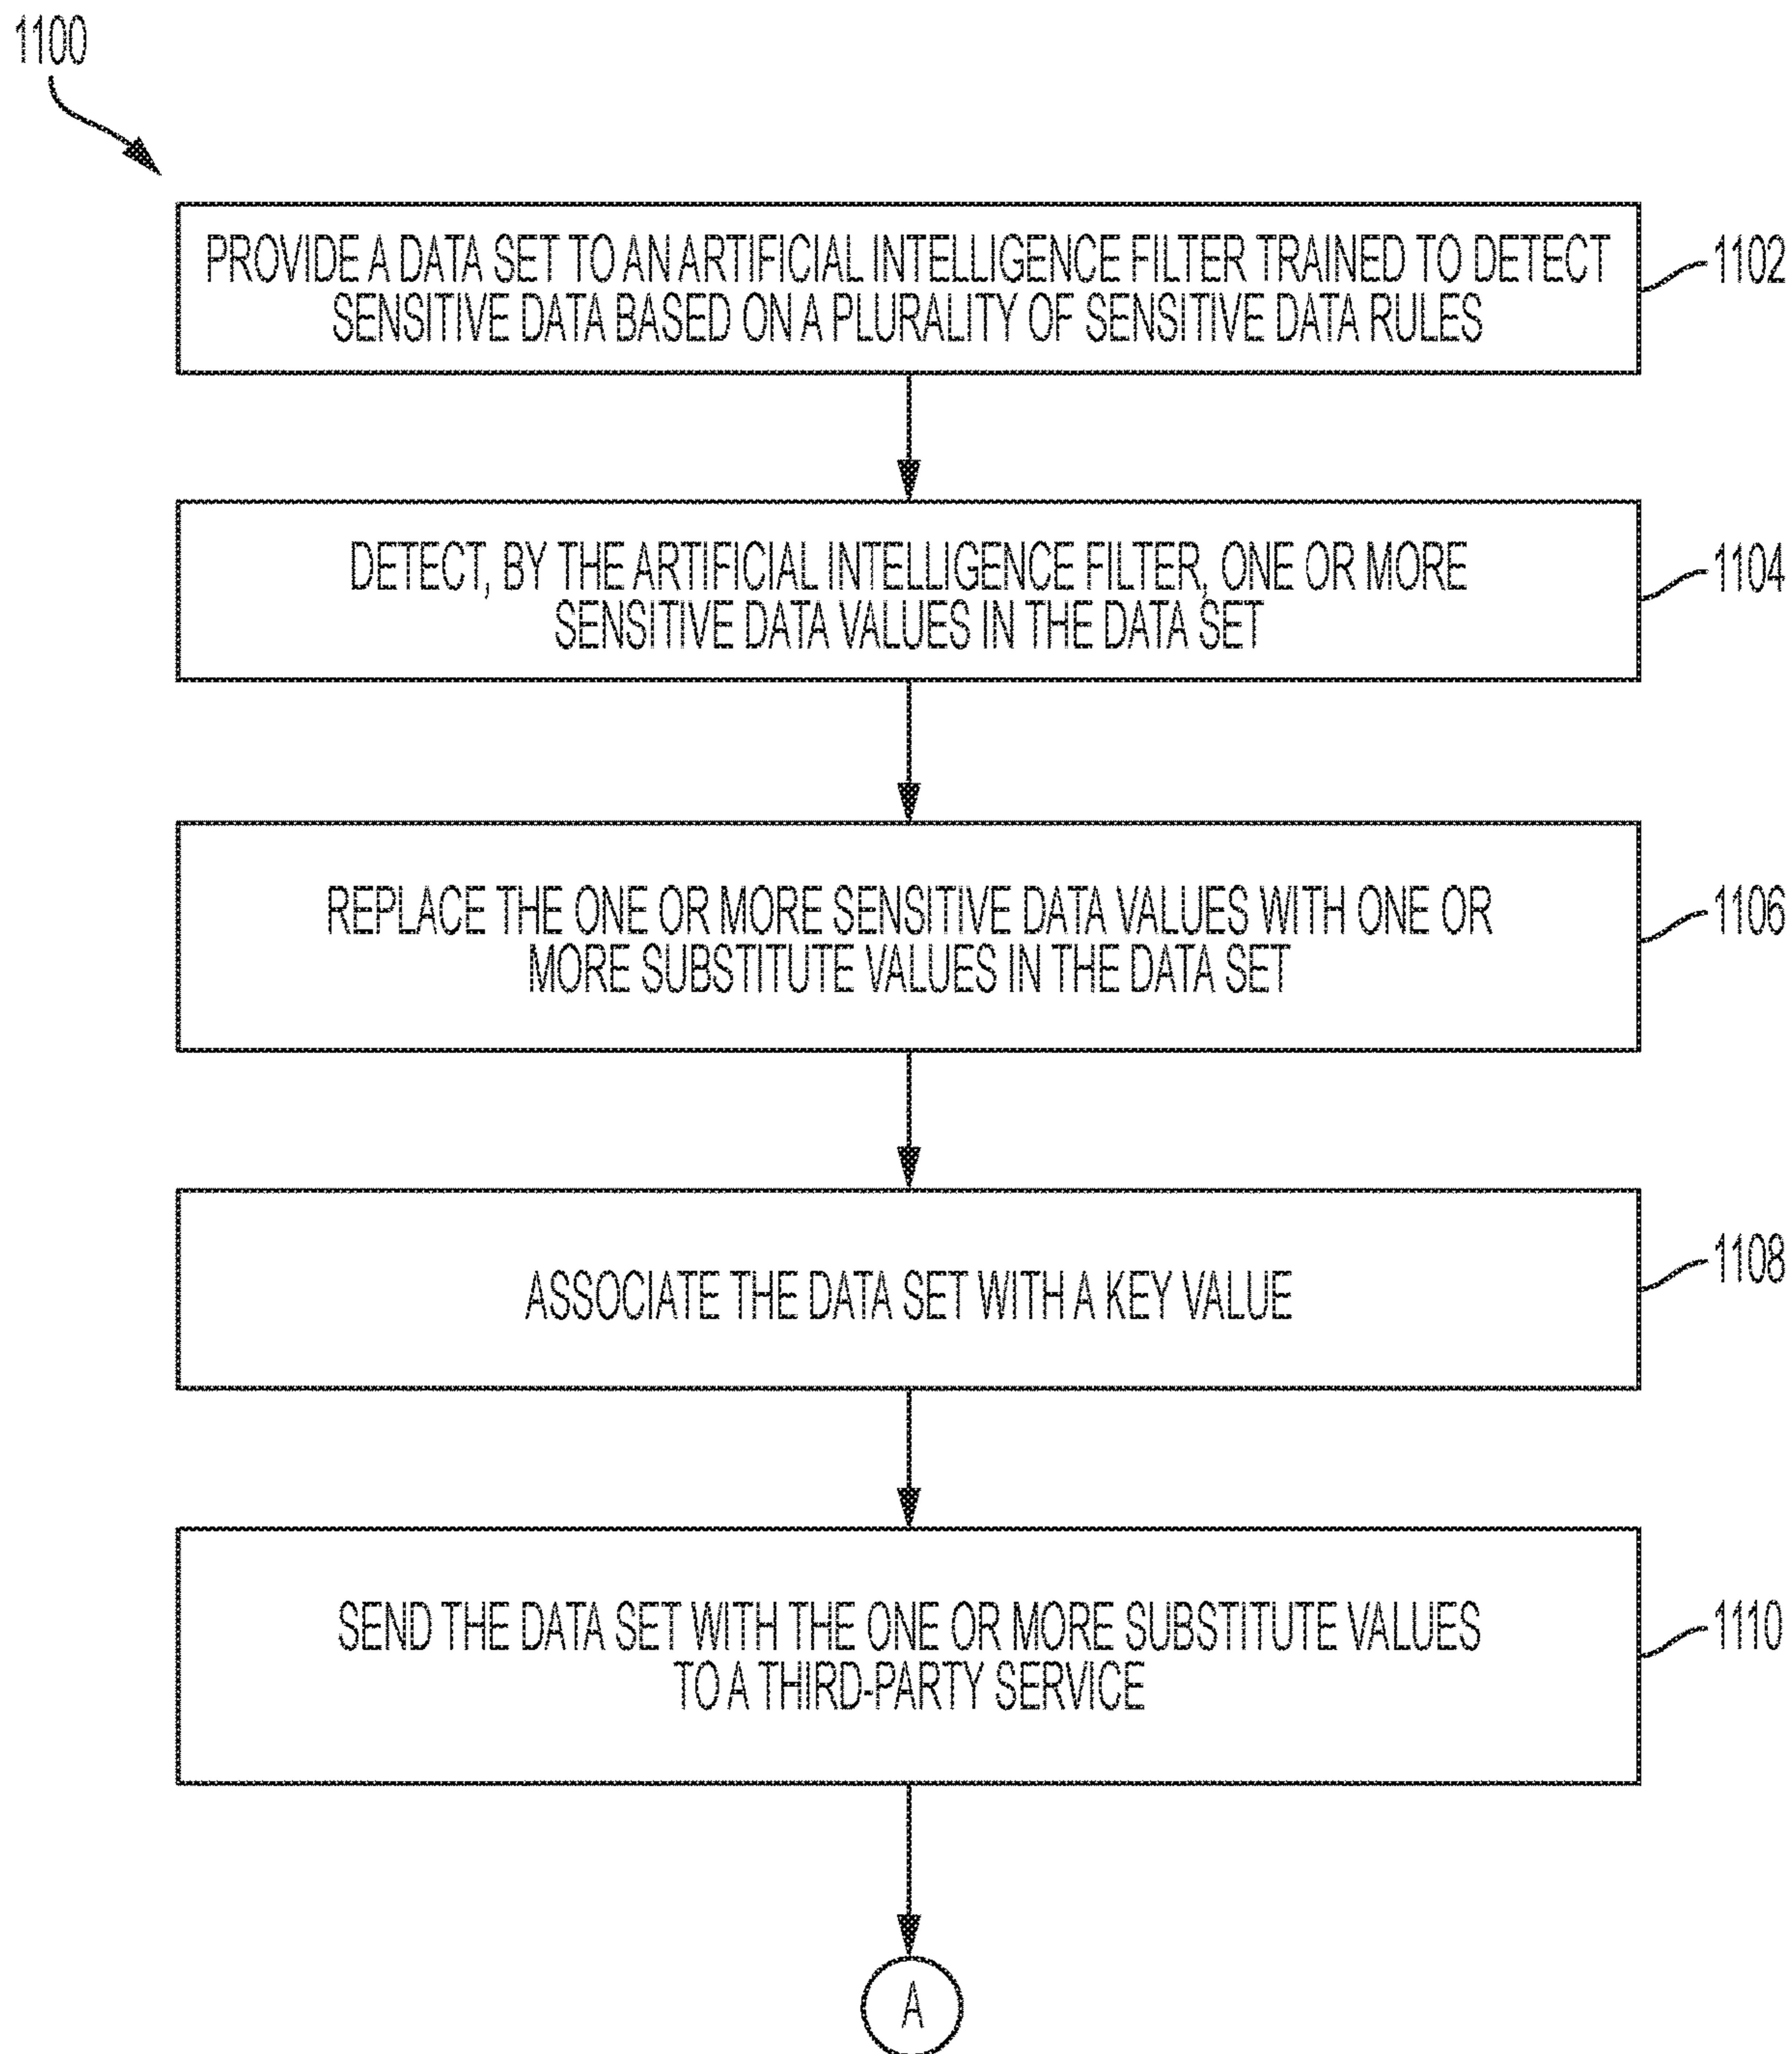 1100
PROVIDE A DATA SET TO AN ARTIFICIAL INTELLIGENCE FILTER TRAINED TO DETECT
SENSITIVE DATA BASED ON A PLURALITY OF SENSITIVE DATA RULES
1102
DETECT, BY THE ARTIFICIAL INTELLIGENCE FILTER, ONE OR MORE
SENSITIVE DATA VALUES IN THE DATA SET
1104
REPLACE THE ONE OR MORE SENSITIVE DATA VALUES WITH ONE OR
MORE SUBSTITUTE VALUES IN THE DATA SET
1106
ASSOCIATE THE DATA SET WITH A KEY VALUE
1108
SEND THE DATA SET WITH THE ONE OR MORE SUBSTITUTE VALUES
TO A THIRD-PARTY SERVICE
1110
A